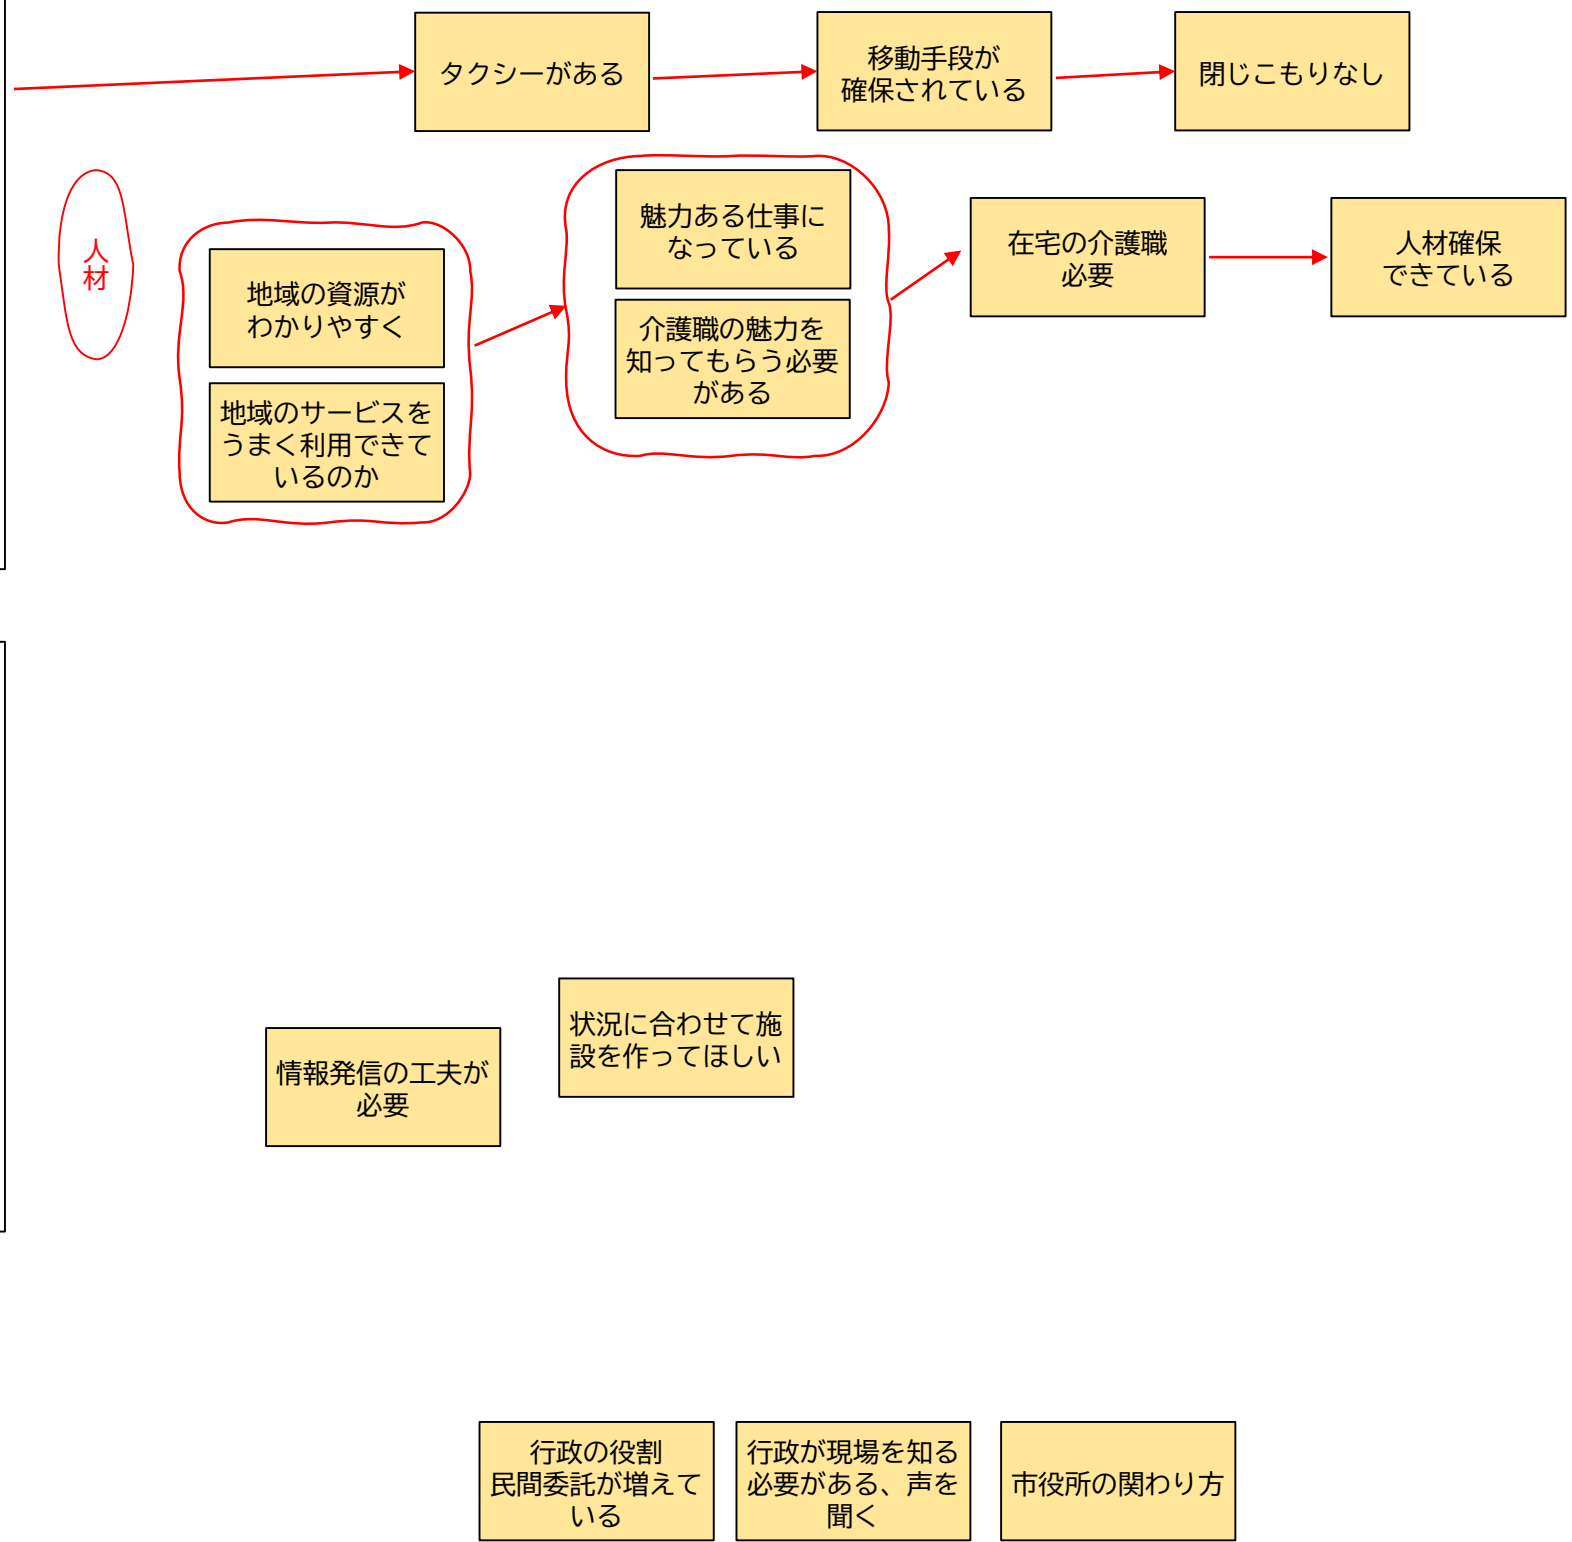 タクシーがある
移動手段が
確保されている
閉じこもりなし
人材
地域の資源が
わかりやすく
地域のサービスを
うまく利用できて
いるのか
魅力ある仕事に
なっている
介護職の魅力を
知ってもらう必要
がある
在宅の介護職
必要
人材確保
できている
情報発信の工夫が
必要
状況に合わせて施
設を作ってほしい
行政の役割
民間委託が増えて
いる
行政が現場を知る
必要がある、声を
聞く
市役所の関わり方